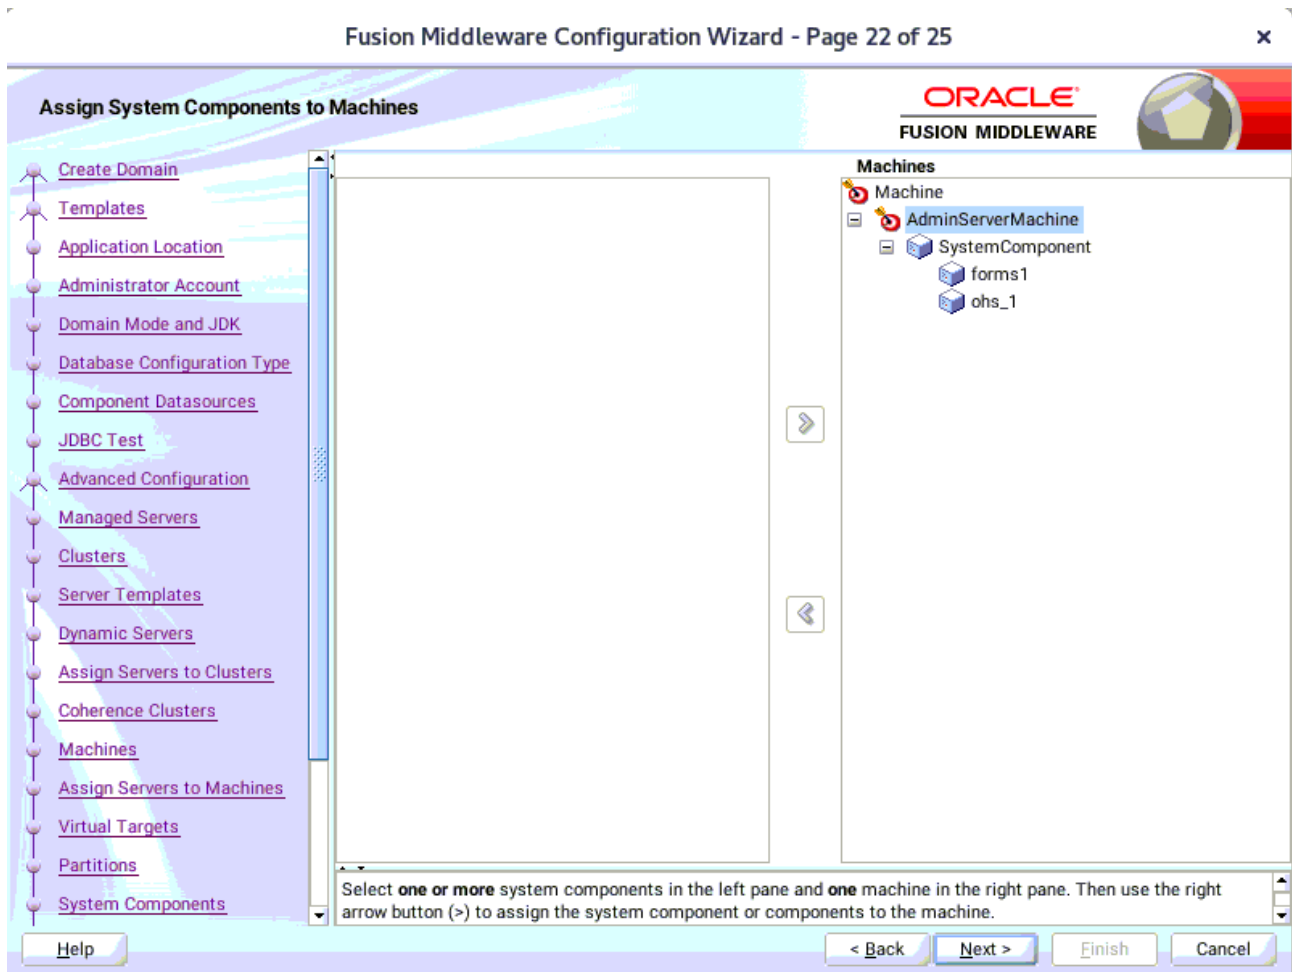 Fusion Middleware Configuration Wizard - Page 22 of 25
Assign System Components to Machines
ORACLE
FUSION MIDDLEWARE
Create Domain
Templates
Application Location
Administrator Account
Domain Mode and JDK
Database Configuration Type
Component Datasources
JDBC Test
Advanced Configuration
Managed Servers
Clusters
Server Templates
Dynamic Servers
Assign Servers to Clusters
Coherence Clusters
Machines
Assign Servers to Machines
Virtual Targets
Partitions
System Components
Machines
Machine
AdminServerMachine
SystemComponent
forms1
ohs_1
Select one or more system components in the left pane and one machine in the right pane. Then use the right
arrow button (>) to assign the system component or components to the machine.
Help
< Back
Next >
Finish
Cancel